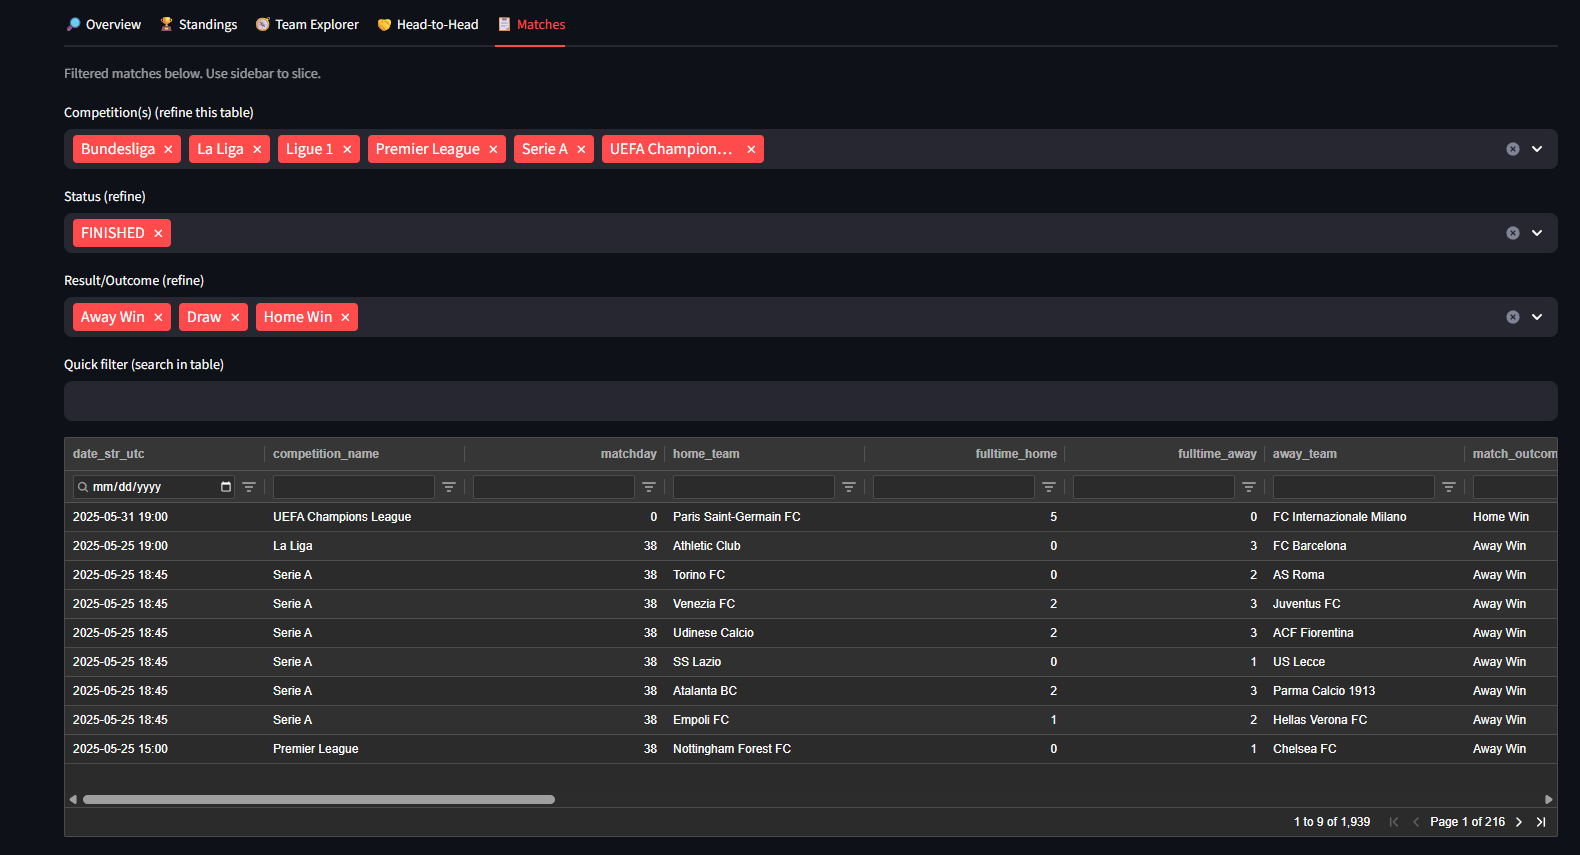 Overview Standings Team Explorer Head-to-Head Matches
Filtered matches below. Use sidebar to slice.
Competition(s) (refine this table)
Bundesliga × La Liga × Ligue 1 × Premier League × Serie A × UEFA Champion... ×
Status (refine)
FINISHED ×
Result/Outcome (refine)
Away Win × Draw × Home Win ×
Quick filter (search in table)
date_str_utc competition_name matchday home_team fulltime_home fulltime_away away_team match_outcom
mm/dd/yyyy
2025-05-31 19:00 UEFA Champions League 0 Paris Saint-Germain FC 5 0 FC Internazionale Milano Home Win
2025-05-25 19:00 La Liga 38 Athletic Club 0 3 FC Barcelona Away Win
2025-05-25 18:45 Serie A 38 Torino FC 0 2 AS Roma Away Win
2025-05-25 18:45 Serie A 38 Venezia FC 2 3 Juventus FC Away Win
2025-05-25 18:45 Serie A 38 Udinese Calcio 2 3 ACF Fiorentina Away Win
2025-05-25 18:45 Serie A 38 SS Lazio 0 1 US Lecce Away Win
2025-05-25 18:45 Serie A 38 Atalanta BC 2 3 Parma Calcio 1913 Away Win
2025-05-25 18:45 Serie A 38 Empoli FC 1 2 Hellas Verona FC Away Win
2025-05-25 15:00 Premier League 38 Nottingham Forest FC 0 1 Chelsea FC Away Win
1 to 9 of 1,939 Page 1 of 216